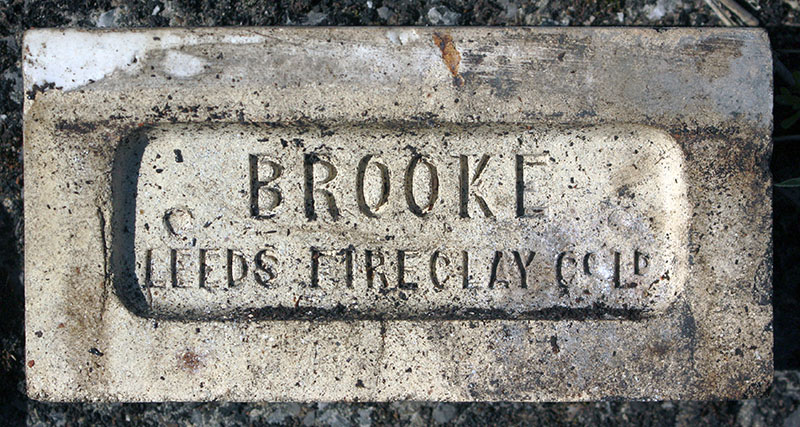 BROOKE
LEEDS FIRECLAY Co LD